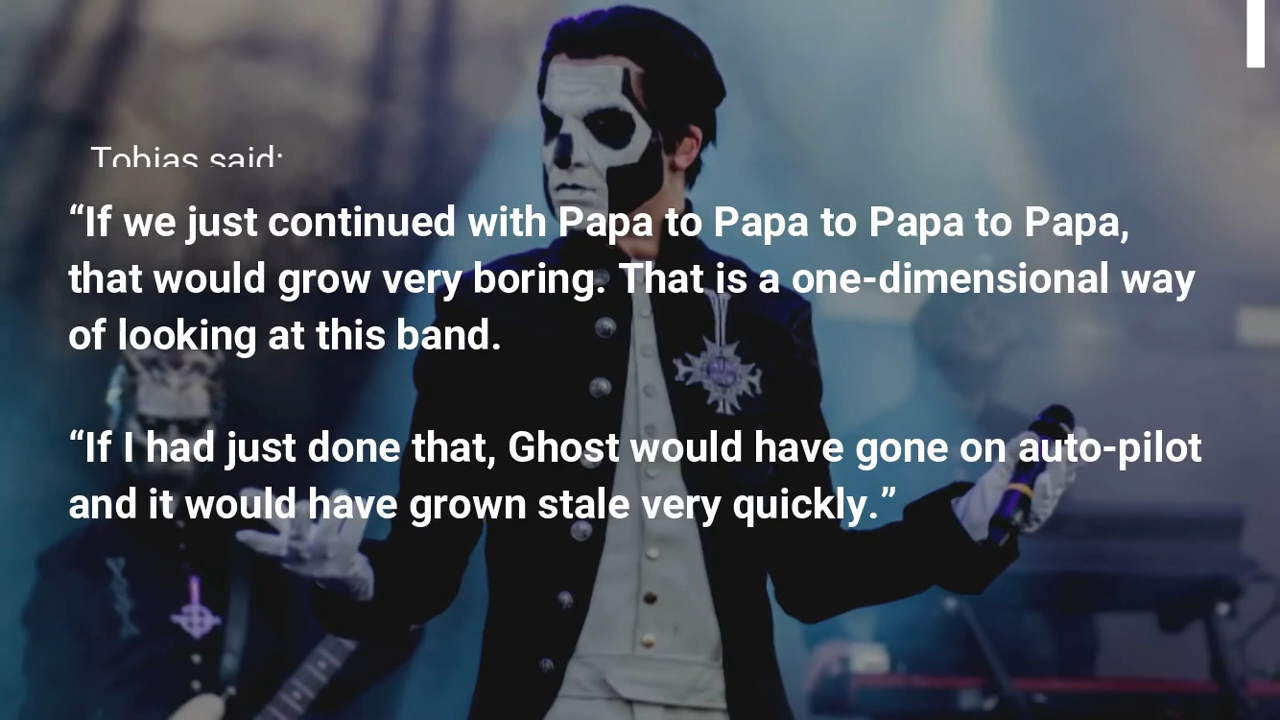 Tobias said:
“If we just continued with Papa to Papa to Papa to Papa,
that would grow very boring. That is a one-dimensional way
of looking at this band.
“If I had just done that, Ghost would have gone on auto-pilot
and it would have grown stale very quickly.”